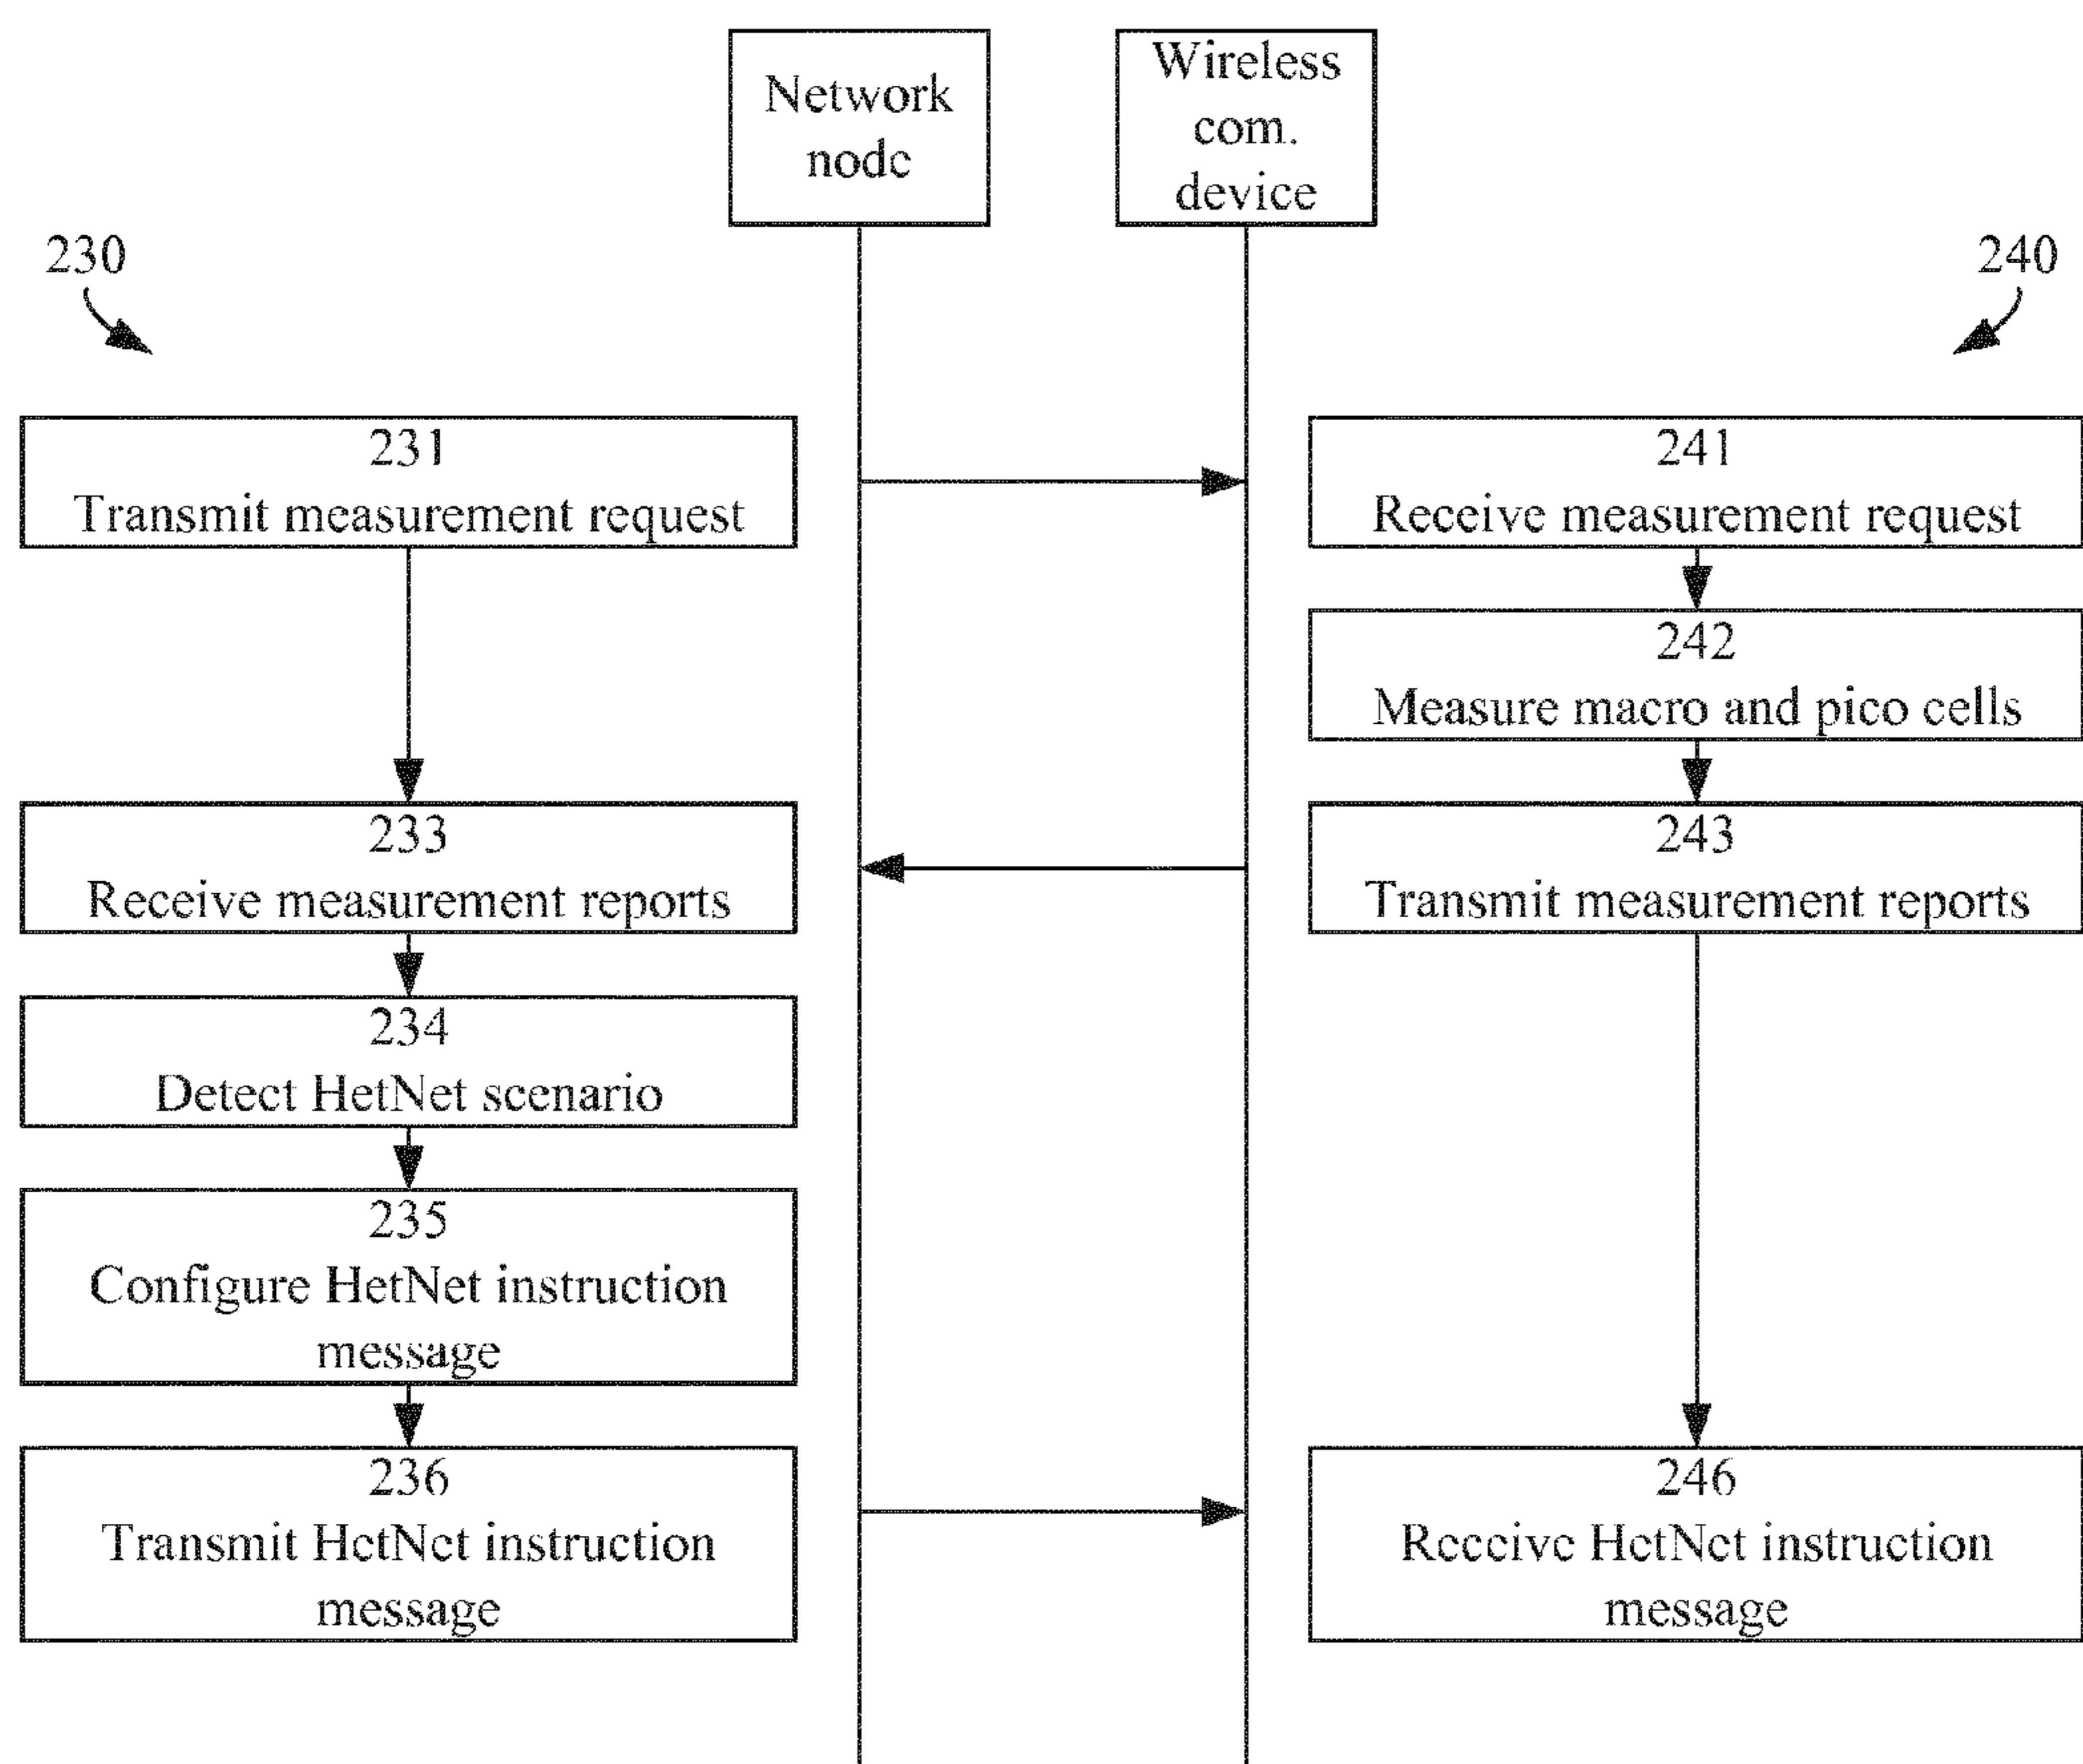 Network
node
Wireless
com.
device
230
240
231
Transmit measurement request
241
Receive measurement request
242
Measure macro and pico cells
233
Receive measurement reports
243
Transmit measurement reports
234
Detect HetNet scenario
235
Configure HetNet instruction
message
236
Transmit HetNet instruction
message
246
Receive HetNet instruction
message